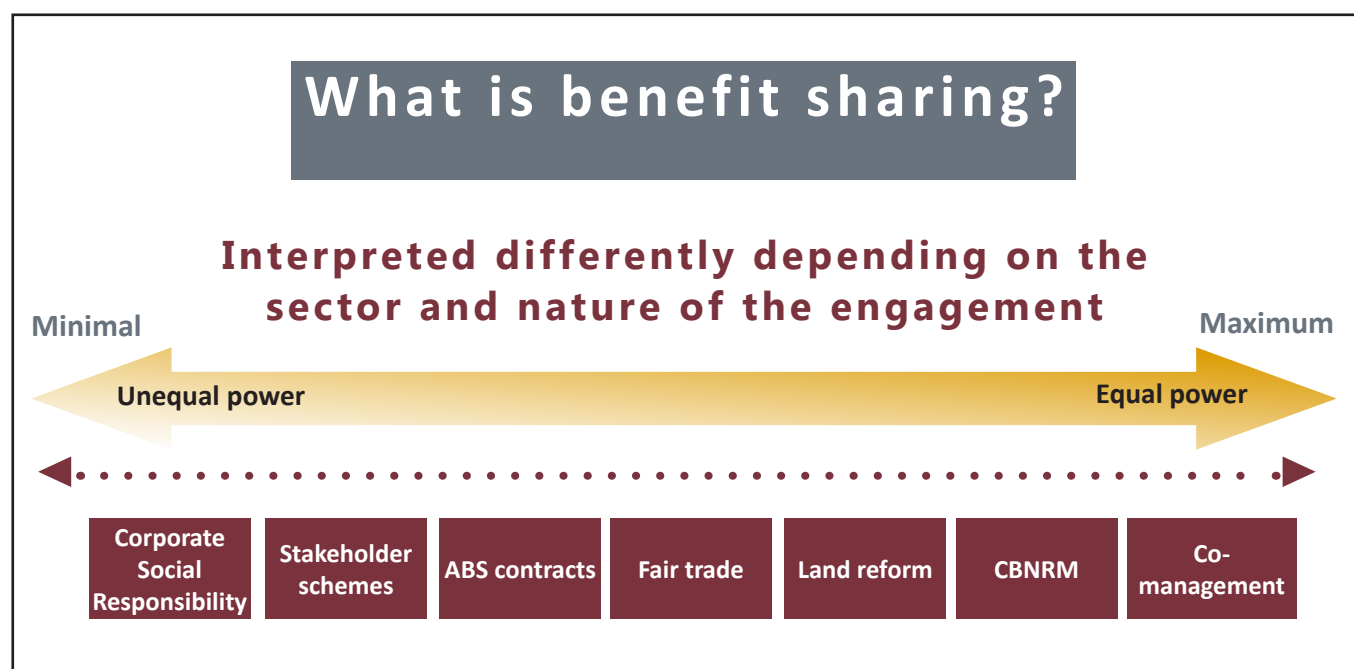 What is benefit sharing?
Interpreted differently depending on the
sector and nature of the engagement
Minimal
Maximum
Unequal power
Equal power
Corporate
Social
Responsibility
Stakeholder
schemes
ABS contracts
Fair trade
Land reform
CBNRM
Co-
management